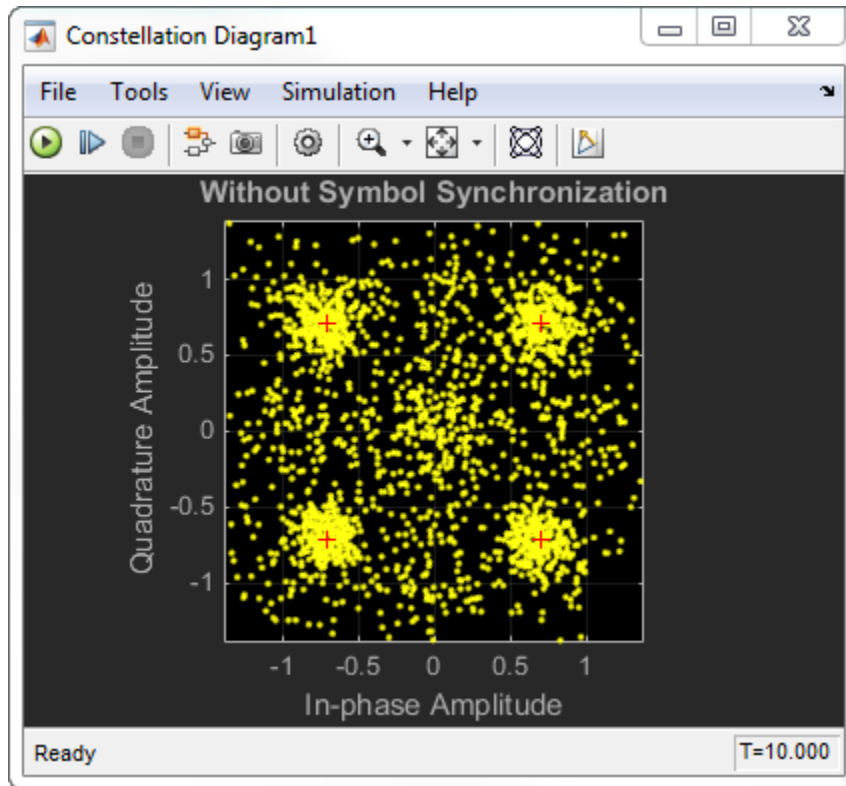 Constellation Diagram1
File Tools View Simulation Help
Without Symbol Synchronization
Quadrature Amplitude
1
0.5
0
-0.5
-1
-1 -0.5 0 0.5 1
In-phase Amplitude
Ready T=10.000